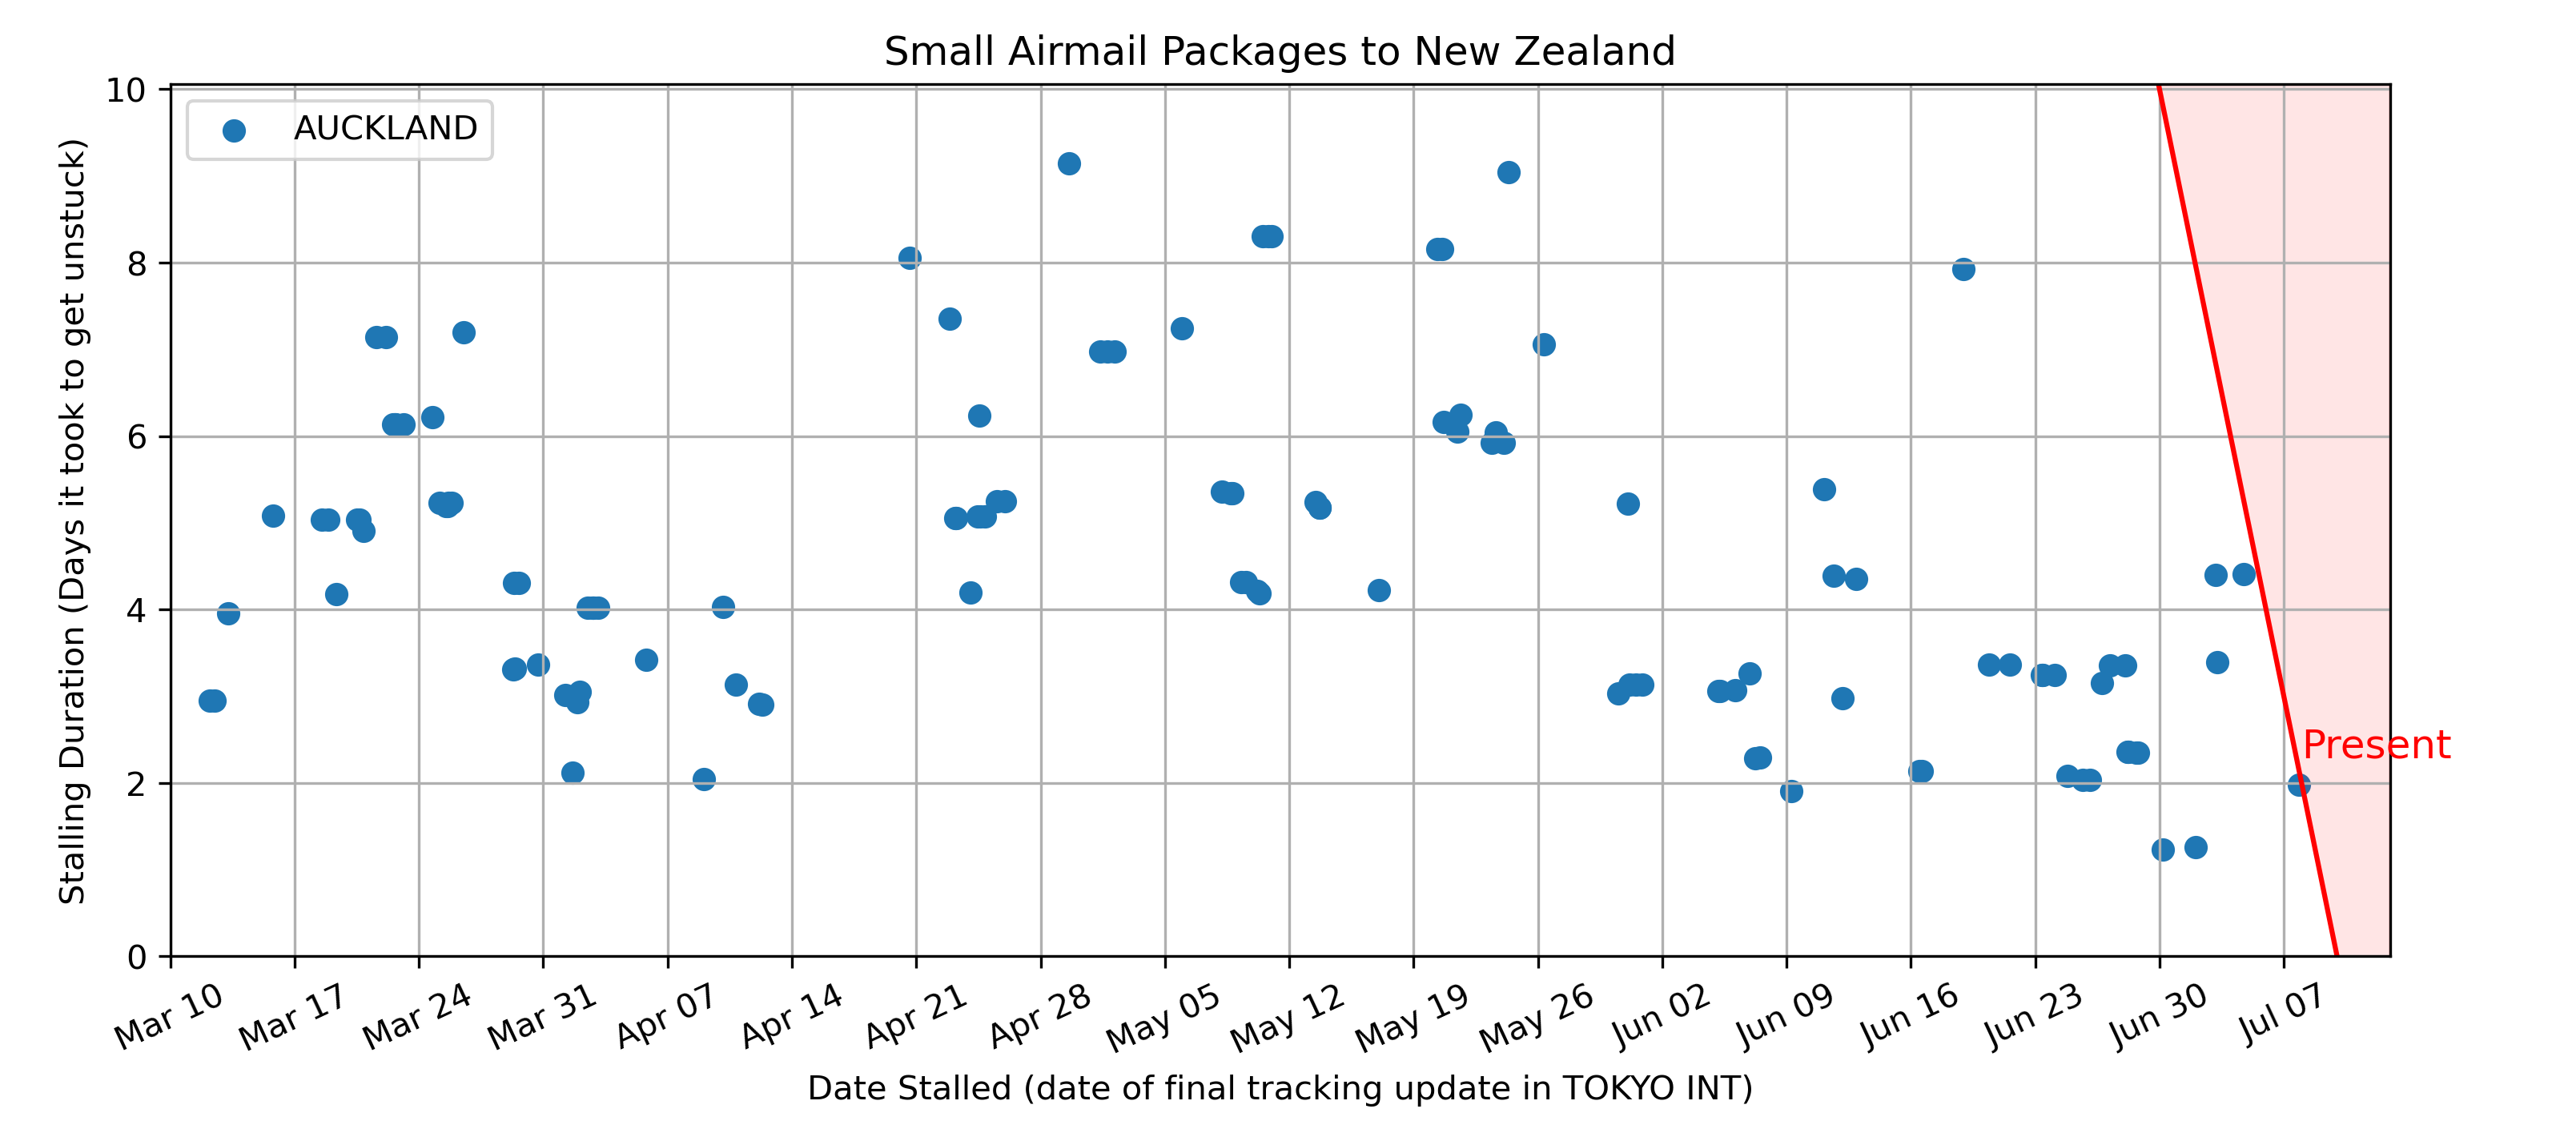 Small Airmail Packages to New Zealand
AUCKLAND
Stalling Duration (Days it took to get unstuck)
10
8
6
4
2
0
Present
Mar 10
Mar 17
Mar 24
Mar 31
Apr 07
Apr 14
Apr 21
Apr 28
May 05
May 12
May 19
May 26
Jun 02
Jun 09
Jun 16
Jun 23
Jun 30
Jul 07
Date Stalled (date of final tracking update in TOKYO INT)